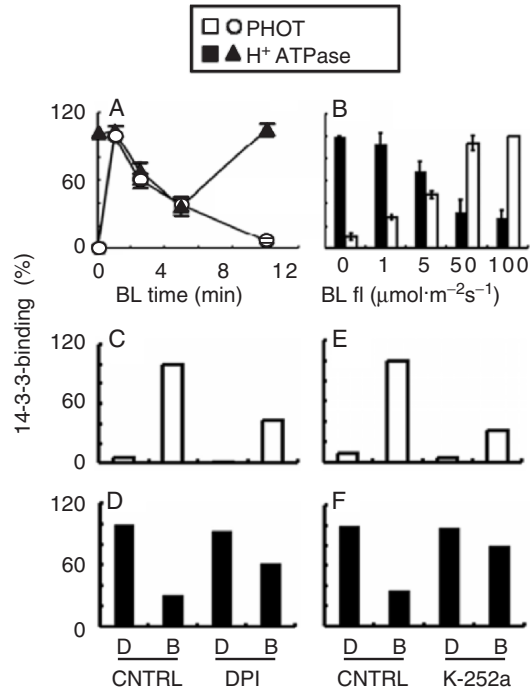 PHOT
H+ ATPase
A
B
120
60
0
0 4 8 12
BL time (min)
0 1 5 50 100
BL fl (μmol·m−2s−1)
14-3-3-binding (%)
C
E
120
60
0
D
F
120
60
0
D B D B
CNTRL DPI
D B D B
CNTRL K-252a